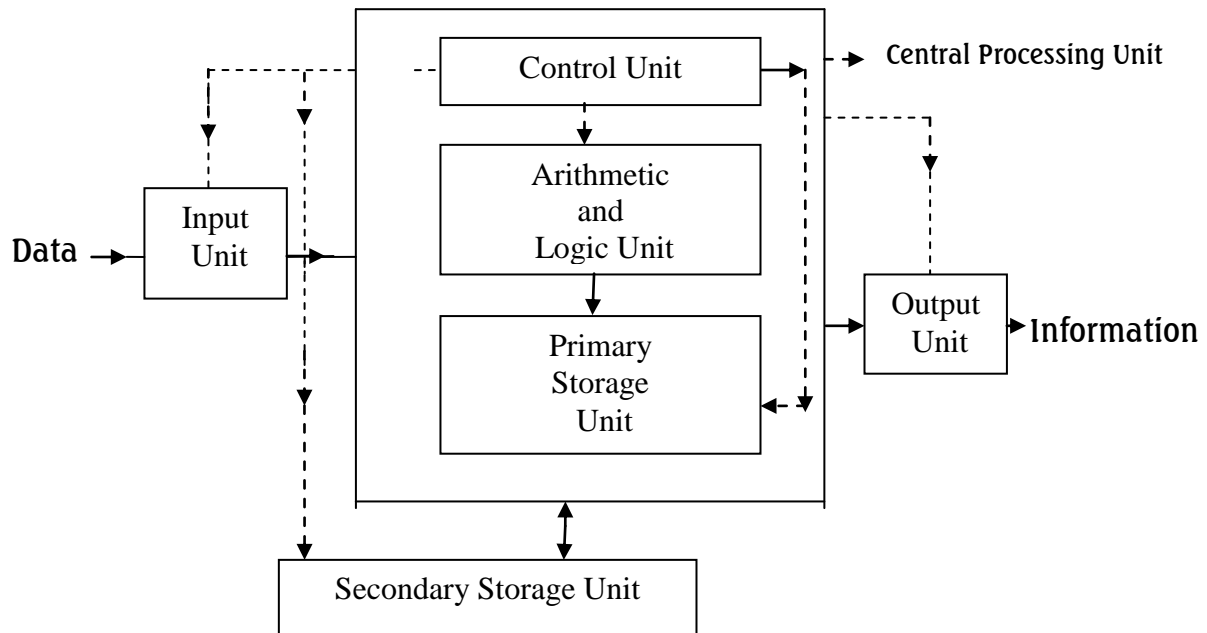 Control Unit
Central Processing Unit
Arithmetic
and
Logic Unit
Input
Unit
Data
Primary
Storage
Unit
Output
Unit
Information
Secondary Storage Unit